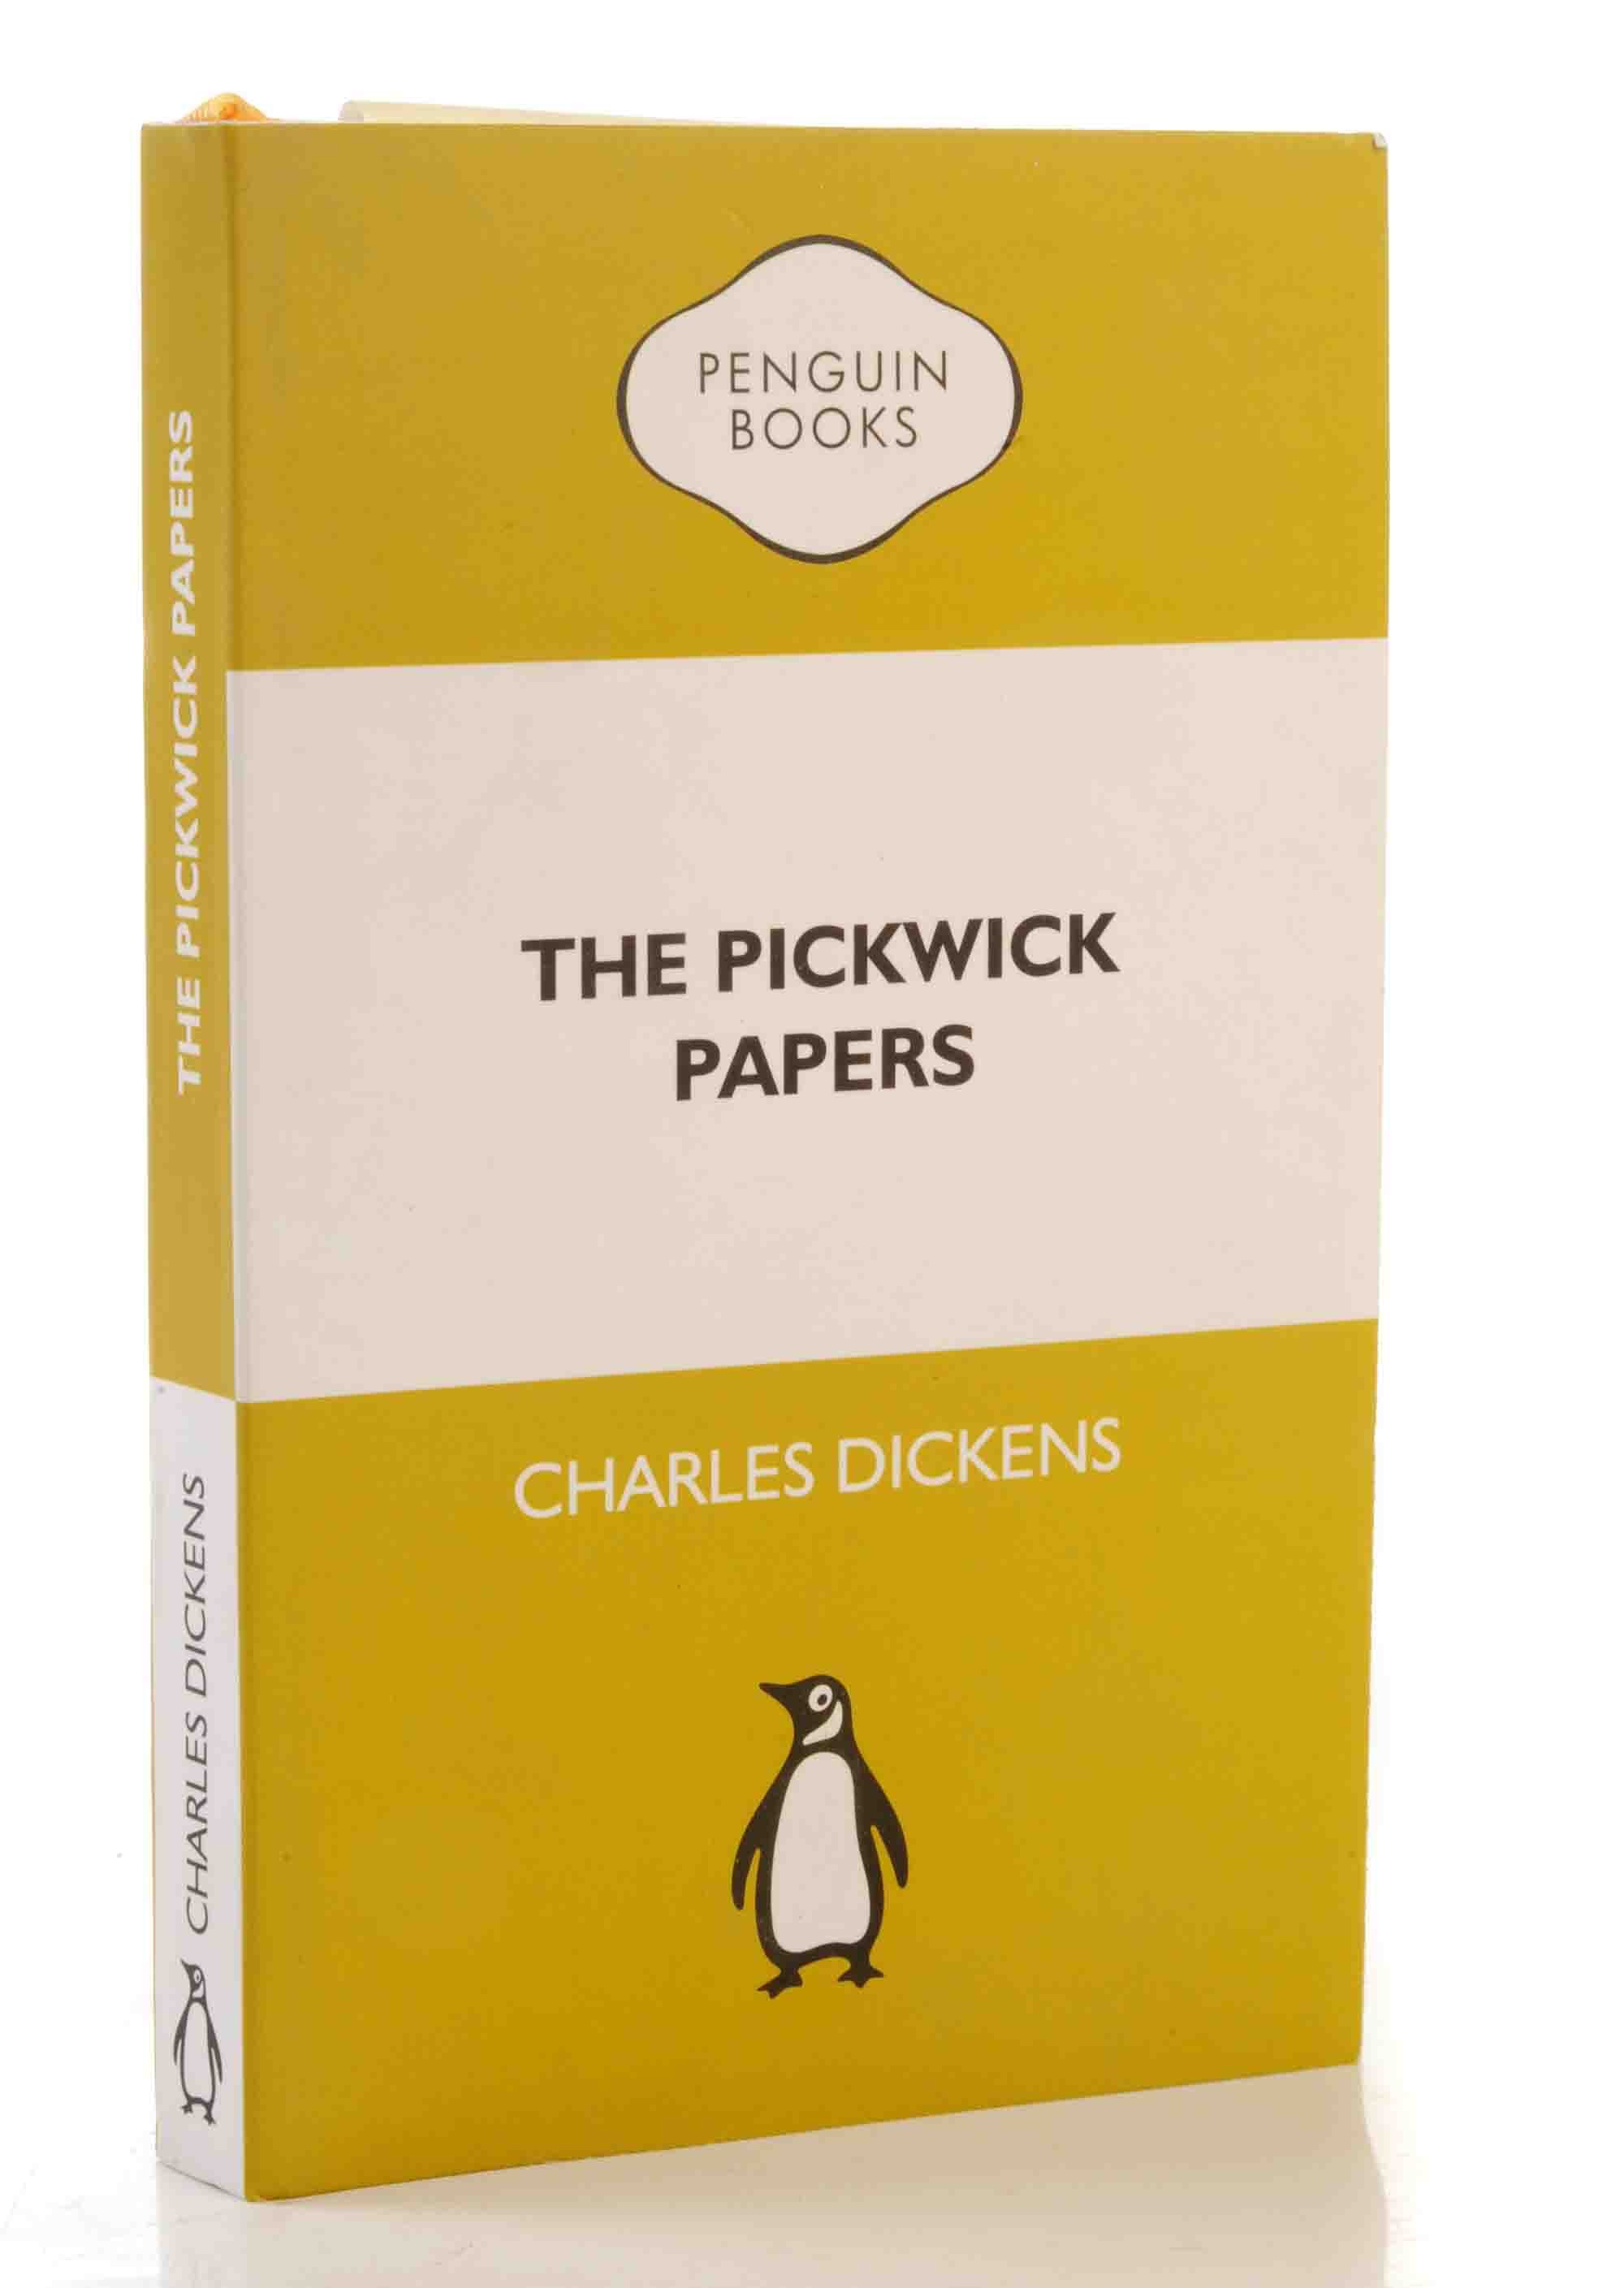 PENGUIN
BOOKS
THE PICKWICK
PAPERS
CHARLES DICKENS
THE PICKWICK PAPERS
CHARLES DICKENS